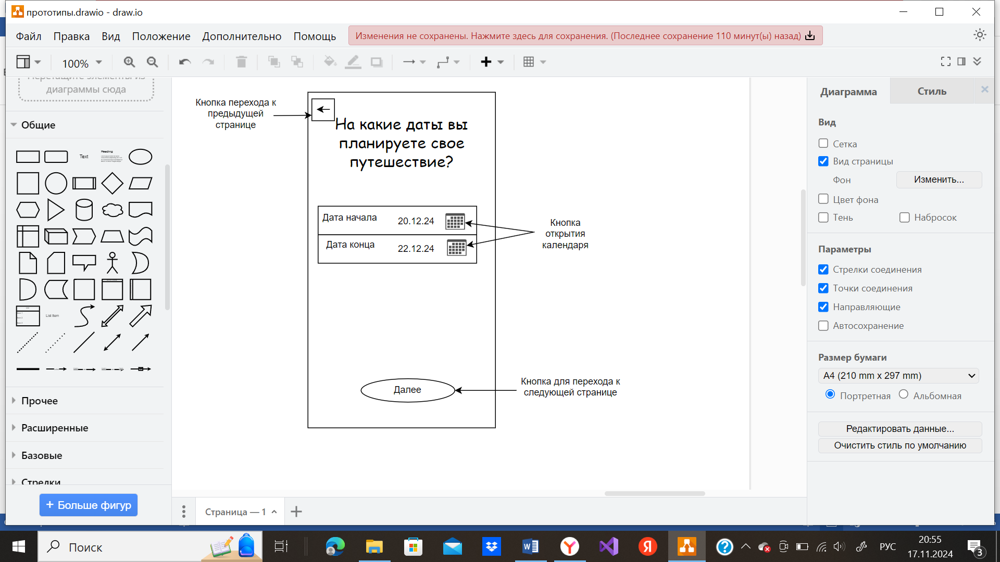 прототипы.drawio - draw.io
Файл Правка Вид Положение Дополнительно Помощь
Изменения не сохранены. Нажмите здесь для сохранения. (Последнее сохранение 110 минут(ы) назад)
100%
Перетащите элементы из
диаграммы сюда
Общие
Text
Heading
List Item
Прочее
Расширенные
Базовые
Стрелки
+ Больше фигур
Кнопка перехода к
предыдущей
странице
На какие даты вы
планируете свое
путешествие?
Дата начала 20.12.24
Дата конца 22.12.24
Кнопка
открытия
календаря
Далее
Кнопка для перехода к
следующей странице
Страница — 1
Диаграмма Стиль
Вид
Сетка
Вид страницы
Фон Изменить...
Цвет фона
Тень Набросок
Параметры
Стрелки соединения
Точки соединения
Направляющие
Автосохранение
Размер бумаги
A4 (210 mm x 297 mm)
Портретная Альбомная
Редактировать данные...
Очистить стиль по умолчанию
Поиск
РУС
20:55
17.11.2024
3